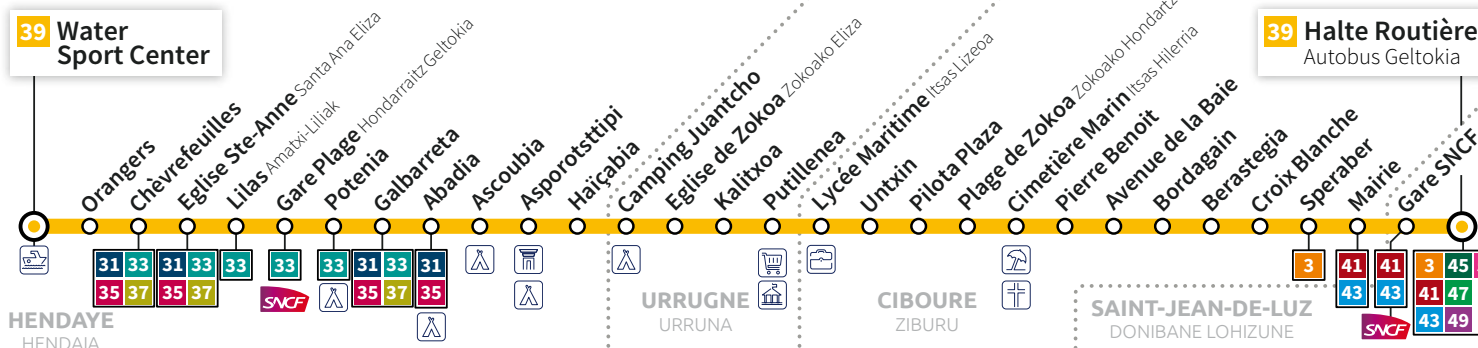 39 Water
Sport Center
Orangers
Chèvrefeuilles
Eglise Ste-Anne Santa Ana Eliza
Lilas Amatxi-Liliak
Gare Plage Hondarraitz Geltokia
Potenia
Galbarreta
Abadia
Ascoubia
Asporotsttipi
Haïçabia
Camping Juantcho
Eglise de Zokoa Zokoako Eliza
Kalitxoa
Putillenea
Lycée Maritime Itsas Lizeoa
Untxin
Pilota Plaza
Plage de Zokoa Zokoako Hondartz
Cimetière Marin Itsas Hilerria
Pierre Benoit
Avenue de la Baie
Bordagain
Berastegia
Croix Blanche
Speraber
Mairie
Gare SNCF
39 Halte Routière
Autobus Geltokia
31 33
35 37
31 33
35 37
33
33
SNCF
33
31 33
35 37
31
35
3
41
43
41
43
SNCF
3 45
41 47
43 49
HENDAYE
HENDAIA
URRUGNE
URRUNA
CIBOURE
ZIBURU
SAINT-JEAN-DE-LUZ
DONIBANE LOHIZUNE